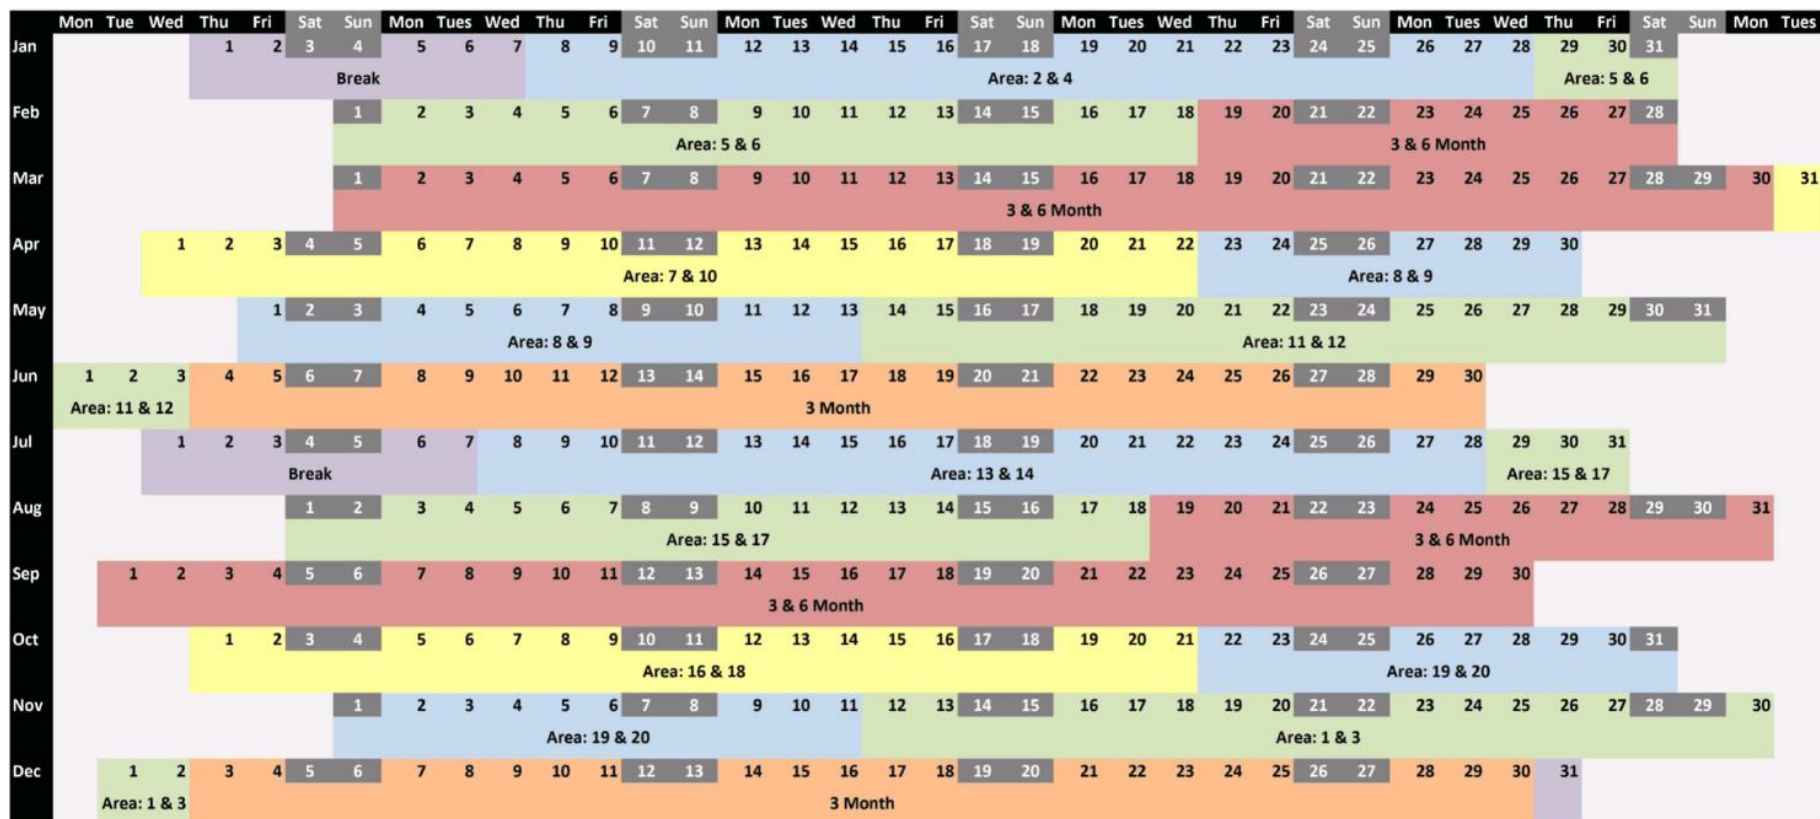 Mon Tue Wed Thu Fri Sat Sun Mon Tues Wed Thu Fri Sat Sun Mon Tues Wed Thu Fri Sat Sun Mon Tues Wed Thu Fri Sat Sun Mon Tues Wed Thu Fri Sat Sun Mon Tues
Jan 1 2 3 4 5 6 7 8 9 10 11 12 13 14 15 16 17 18 19 20 21 22 23 24 25 26 27 28 29 30 31
Break Area: 2 & 4 Area: 5 & 6
Feb 1 2 3 4 5 6 7 8 9 10 11 12 13 14 15 16 17 18 19 20 21 22 23 24 25 26 27 28
Area: 5 & 6 3 & 6 Month
Mar 1 2 3 4 5 6 7 8 9 10 11 12 13 14 15 16 17 18 19 20 21 22 23 24 25 26 27 28 29 30 31
3 & 6 Month
Apr 1 2 3 4 5 6 7 8 9 10 11 12 13 14 15 16 17 18 19 20 21 22 23 24 25 26 27 28 29 30
Area: 7 & 10 Area: 8 & 9
May 1 2 3 4 5 6 7 8 9 10 11 12 13 14 15 16 17 18 19 20 21 22 23 24 25 26 27 28 29 30 31
Area: 8 & 9 Area: 11 & 12
Jun 1 2 3 4 5 6 7 8 9 10 11 12 13 14 15 16 17 18 19 20 21 22 23 24 25 26 27 28 29 30
Area: 11 & 12 3 Month
Jul 1 2 3 4 5 6 7 8 9 10 11 12 13 14 15 16 17 18 19 20 21 22 23 24 25 26 27 28 29 30 31
Break Area: 13 & 14 Area: 15 & 17
Aug 1 2 3 4 5 6 7 8 9 10 11 12 13 14 15 16 17 18 19 20 21 22 23 24 25 26 27 28 29 30 31
Area: 15 & 17 3 & 6 Month
Sep 1 2 3 4 5 6 7 8 9 10 11 12 13 14 15 16 17 18 19 20 21 22 23 24 25 26 27 28 29 30
3 & 6 Month
Oct 1 2 3 4 5 6 7 8 9 10 11 12 13 14 15 16 17 18 19 20 21 22 23 24 25 26 27 28 29 30 31
Area: 16 & 18 Area: 19 & 20
Nov 1 2 3 4 5 6 7 8 9 10 11 12 13 14 15 16 17 18 19 20 21 22 23 24 25 26 27 28 29 30
Area: 19 & 20 Area: 1 & 3
Dec 1 2 3 4 5 6 7 8 9 10 11 12 13 14 15 16 17 18 19 20 21 22 23 24 25 26 27 28 29 30 31
Area: 1 & 3 3 Month